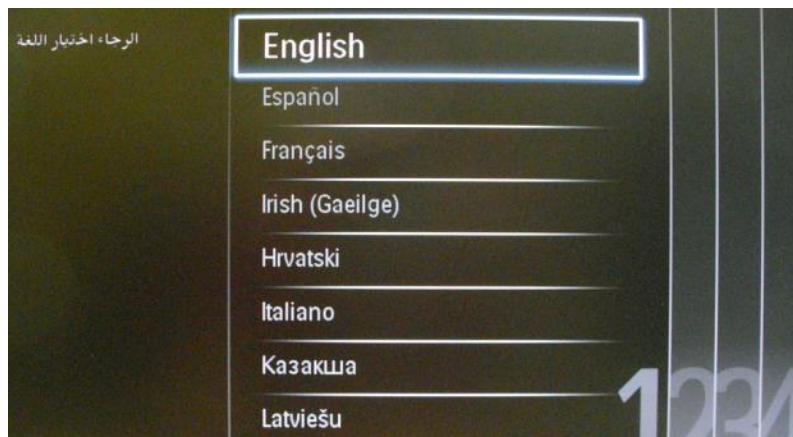 الرجاء اختيار اللغة
English
Español
Français
Irish (Gaeilge)
Hrvatski
Italiano
Казакша
Latviešu
1234